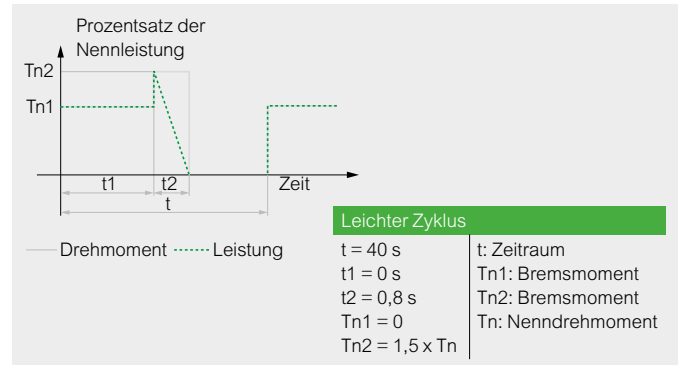 Prozentsatz der
Nennleistung
Tn2
Tn1
t1
t2
Zeit
t
Drehmoment
Leistung
Leichter Zyklus
t = 40 s
t: Zeitraum
t1 = 0 s
Tn1: Bremsmoment
t2 = 0,8 s
Tn2: Bremsmoment
Tn1 = 0
Tn: Nenndrehmoment
Tn2 = 1,5 x Tn